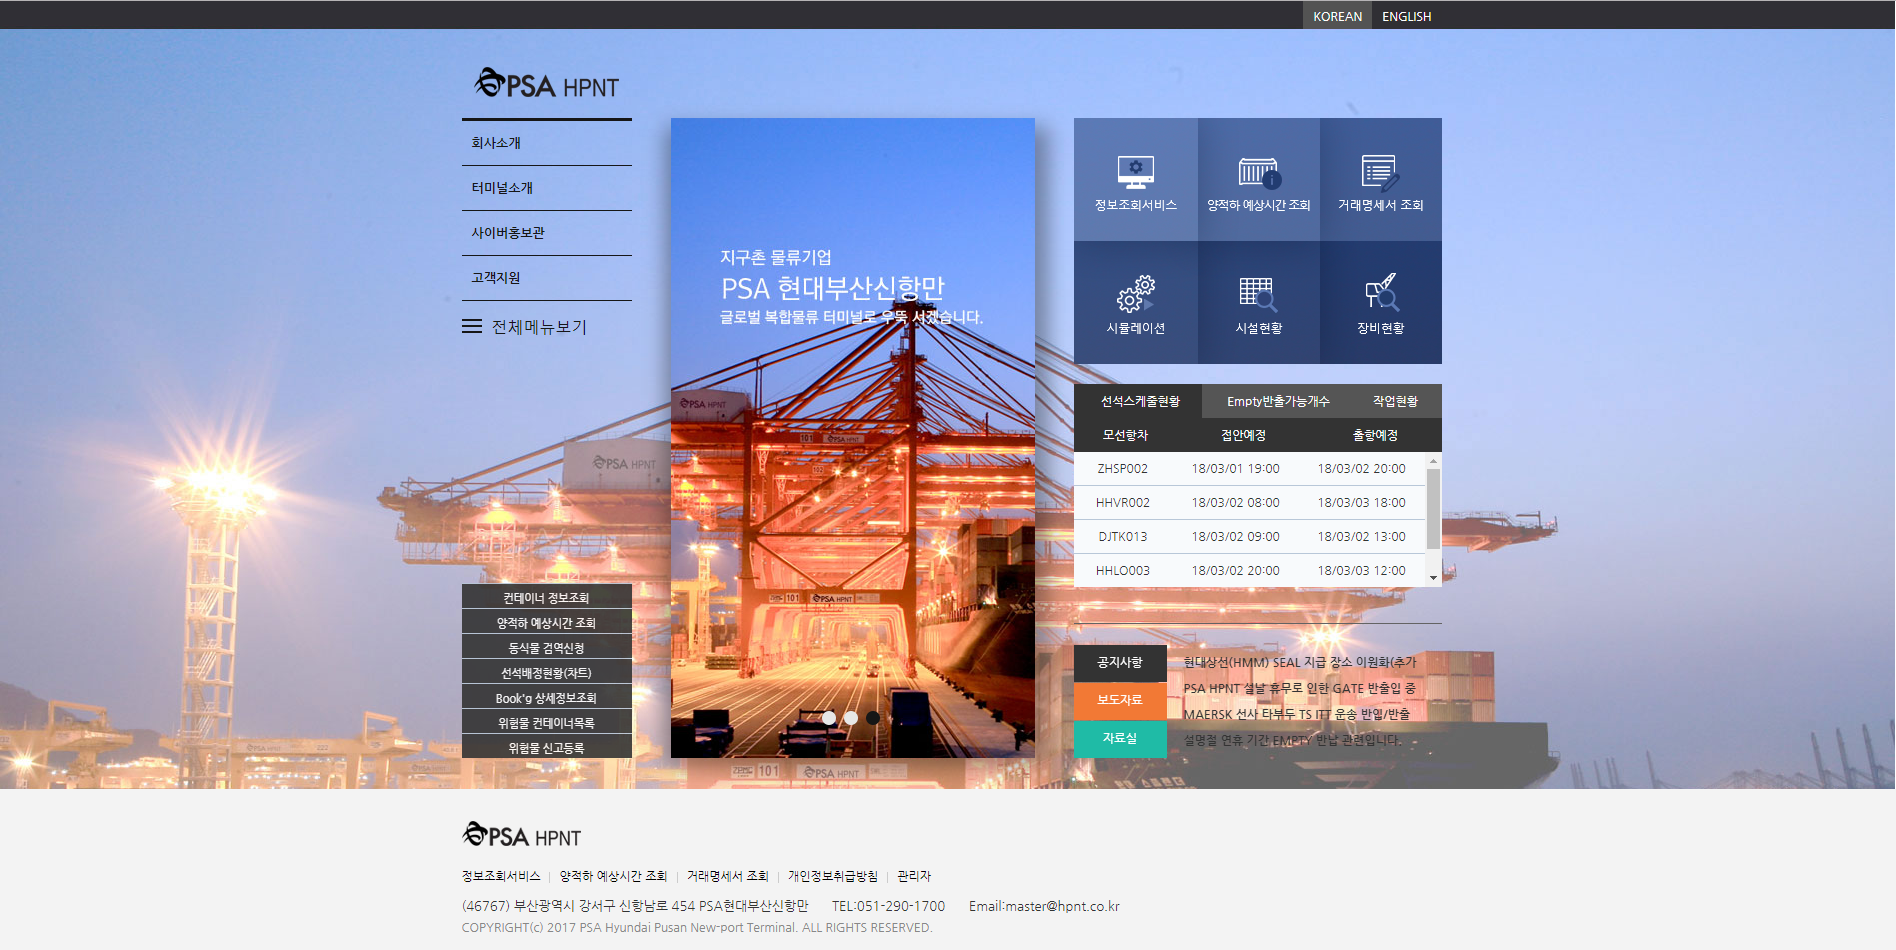 KOREAN ENGLISH
PSA HPNT
회사소개
터미널소개
사이버홍보관
고객지원
전체메뉴보기
컨테이너 정보조회
양적하 예상시간 조회
동식물 검역신청
선석배정현황(차트)
Book'g 상세정보조회
위험물 컨테이너목록
위험물 신고등록
지구촌 물류기업
PSA 현대부산신항만
글로벌 복합물류 터미널로 우뚝 서겠습니다.
PSA HPNT
PSA HPNT
101 PSA HPNT
103
101 PSA HPNT
101 PSA HPNT
정보조회서비스 양적하 예상시간 조회 거래명세서 조회
시뮬레이션 시설현황 장비현황
선석스케줄현황 Empty반출가능개수 작업현황
모선항차 접안예정 출항예정
ZHSP002 18/03/01 19:00 18/03/02 20:00
HHVR002 18/03/02 08:00 18/03/03 18:00
DJTK013 18/03/02 09:00 18/03/02 13:00
HHLO003 18/03/02 20:00 18/03/03 12:00
공지사항
보도자료
자료실
현대상선(HMM) SEAL 지급 장소 이원화(추가
PSA HPNT 설날 휴무로 인한 GATE 반출입 중
MAERSK 선사 타부두 TS ITT 운송 반입/반출
설명절 연휴 기간 EMPTY 반납 관련입니다.
PSA HPNT
정보조회서비스 양적하 예상시간 조회 거래명세서 조회 개인정보취급방침 관리자
(46767) 부산광역시 강서구 신항남로 454 PSA현대부산신항만 TEL:051-290-1700 Email:master@hpnt.co.kr
COPYRIGHT(c) 2017 PSA Hyundai Pusan New-port Terminal. ALL RIGHTS RESERVED.